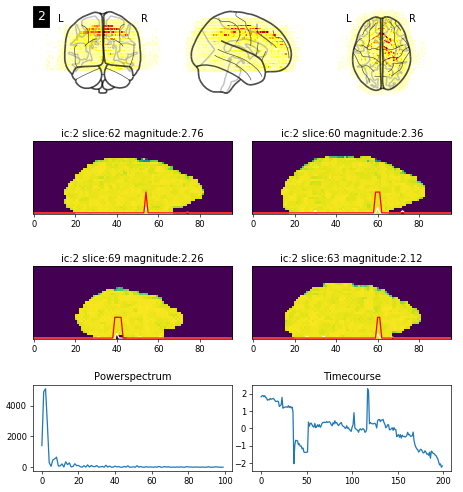 2
L R
L R
ic:2 slice:62 magnitude:2.76
ic:2 slice:60 magnitude:2.36
0 20 40 60 80
0 20 40 60 80
ic:2 slice:69 magnitude:2.26
ic:2 slice:63 magnitude:2.12
0 20 40 60 80
0 20 40 60 80
Powerspectrum
Timecourse
4000
2000
0
0 20 40 60 80 100
2
1
0
−1
−2
0 50 100 150 200